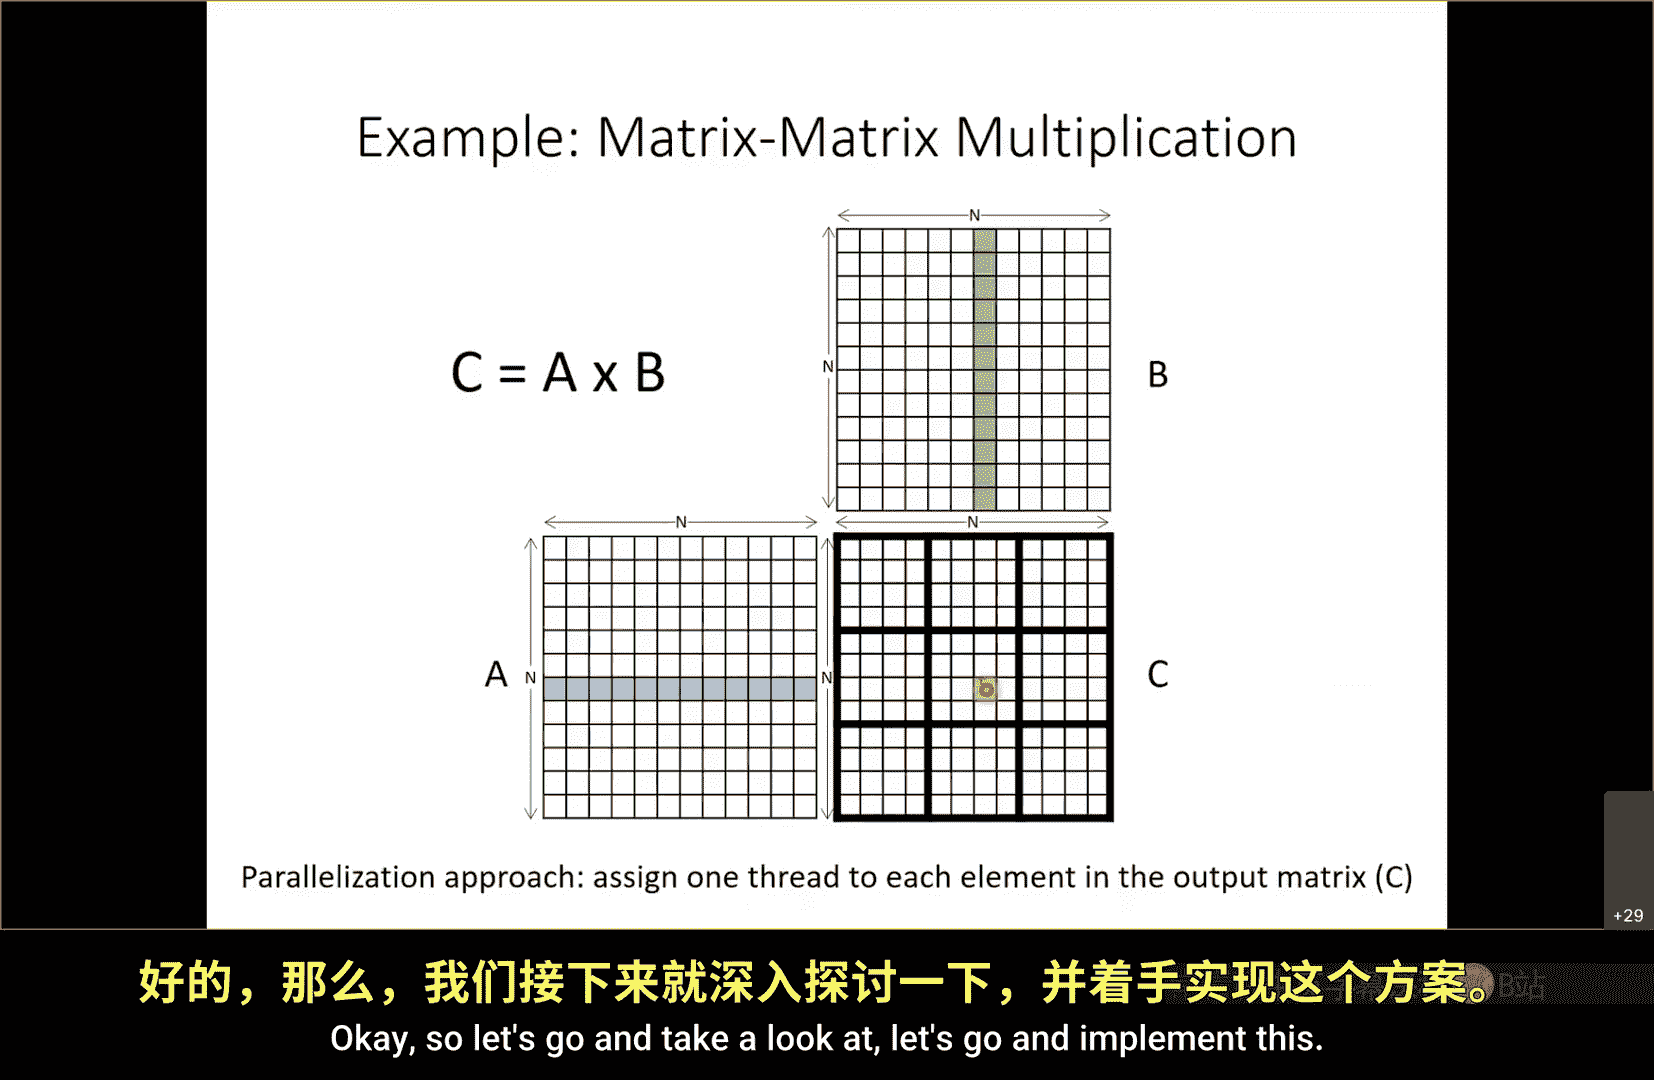 Example: Matrix-Matrix Multiplication
N
N
C = A x B
B
N
N
A
N
N
C
Parallelization approach: assign one thread to each element in the output matrix (C)
+29
好的，那么，我们接下来就深入探讨一下，并着手实现这个方案。
B站
Okay, so let's go and take a look at, let's go and implement this.